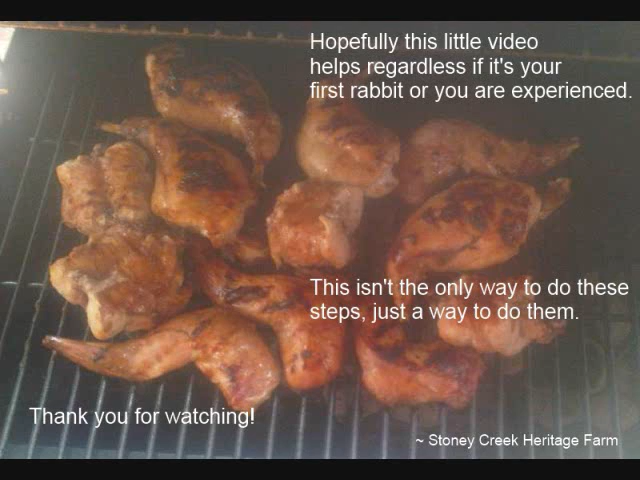 Hopefully this little video
helps regardless if it's your
first rabbit or you are experienced.
This isn't the only way to do these
steps, just a way to do them.
Thank you for watching!
~ Stoney Creek Heritage Farm